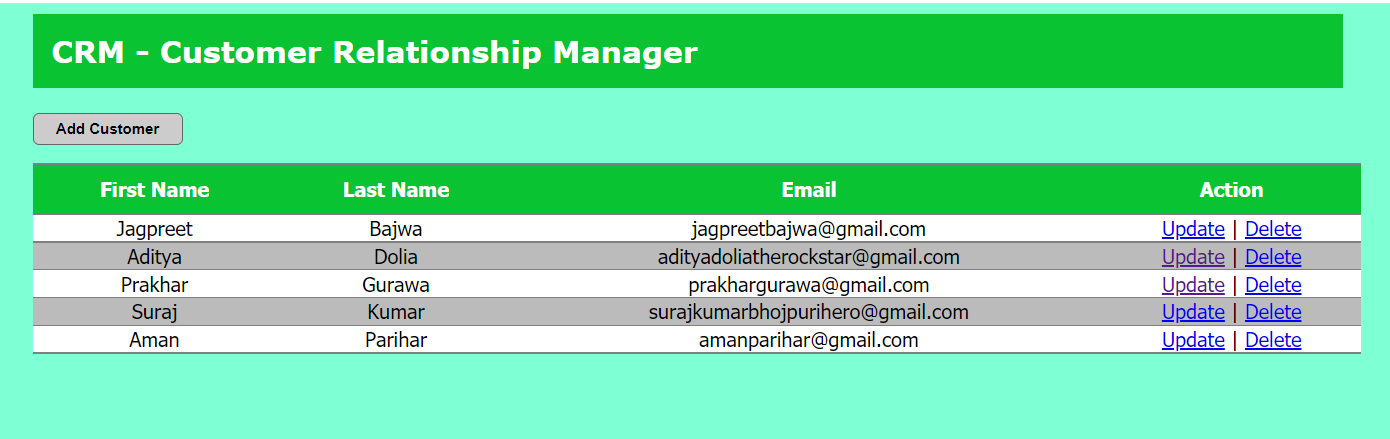 CRM - Customer Relationship Manager
Add Customer
First Name Last Name Email Action
Jagpreet Bajwa jagpreetbajwa@gmail.com Update | Delete
Aditya Dolia adityadoliatherockstar@gmail.com Update | Delete
Prakhar Gurawa prakhargurawa@gmail.com Update | Delete
Suraj Kumar surajkumarbhojpurihero@gmail.com Update | Delete
Aman Parihar amanparihar@gmail.com Update | Delete